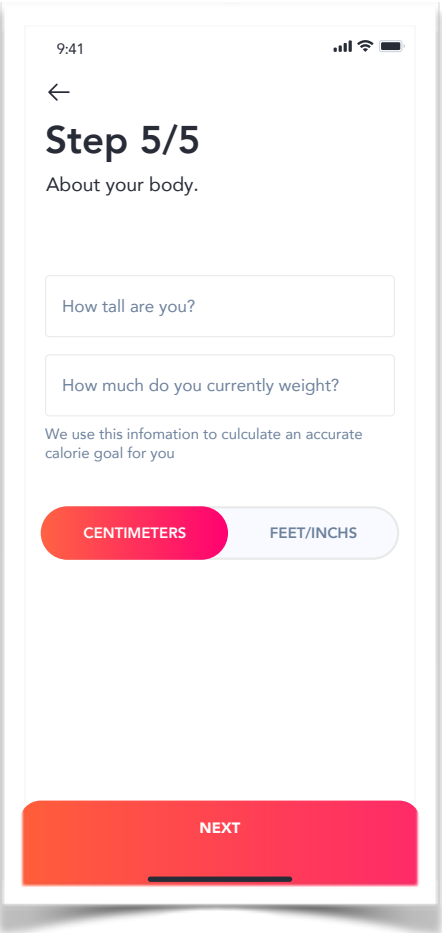 9:41
Step 5/5
About your body.
How tall are you?
How much do you currently weight?
We use this infomation to culculate an accurate
calorie goal for you
CENTIMETERS
FEET/INCHS
NEXT